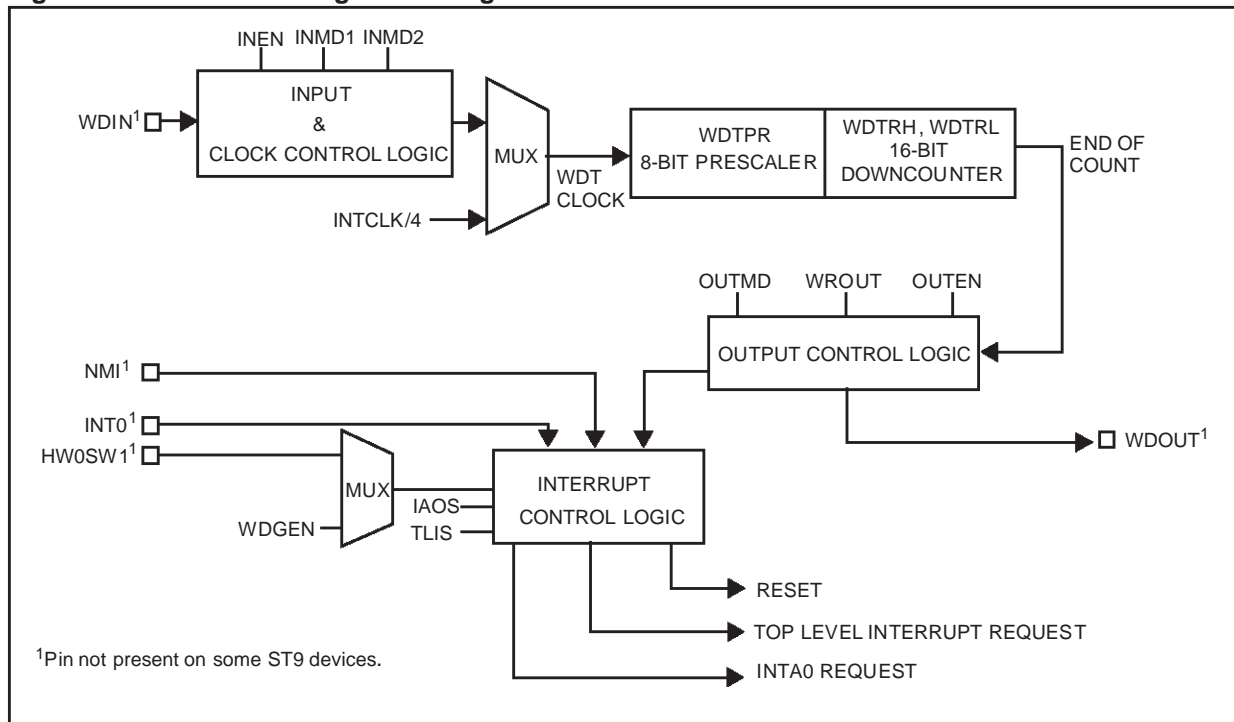 INEN INMD1 INMD2
INPUT
&
CLOCK CONTROL LOGIC
WDIN1
MUX
WDT
CLOCK
INTCLK/4
WDTPR
8-BIT PRESCALER
WDTRH, WDTRL
16-BIT
DOWNCOUNTER
END OF
COUNT
OUTMD WROUT OUTEN
OUTPUT CONTROL LOGIC
NMI1
INT01
HW0SW11
MUX
WDGEN
IAOS
TLIS
INTERRUPT
CONTROL LOGIC
WDOUT1
RESET
TOP LEVEL INTERRUPT REQUEST
INTA0 REQUEST
1Pin not present on some ST9 devices.